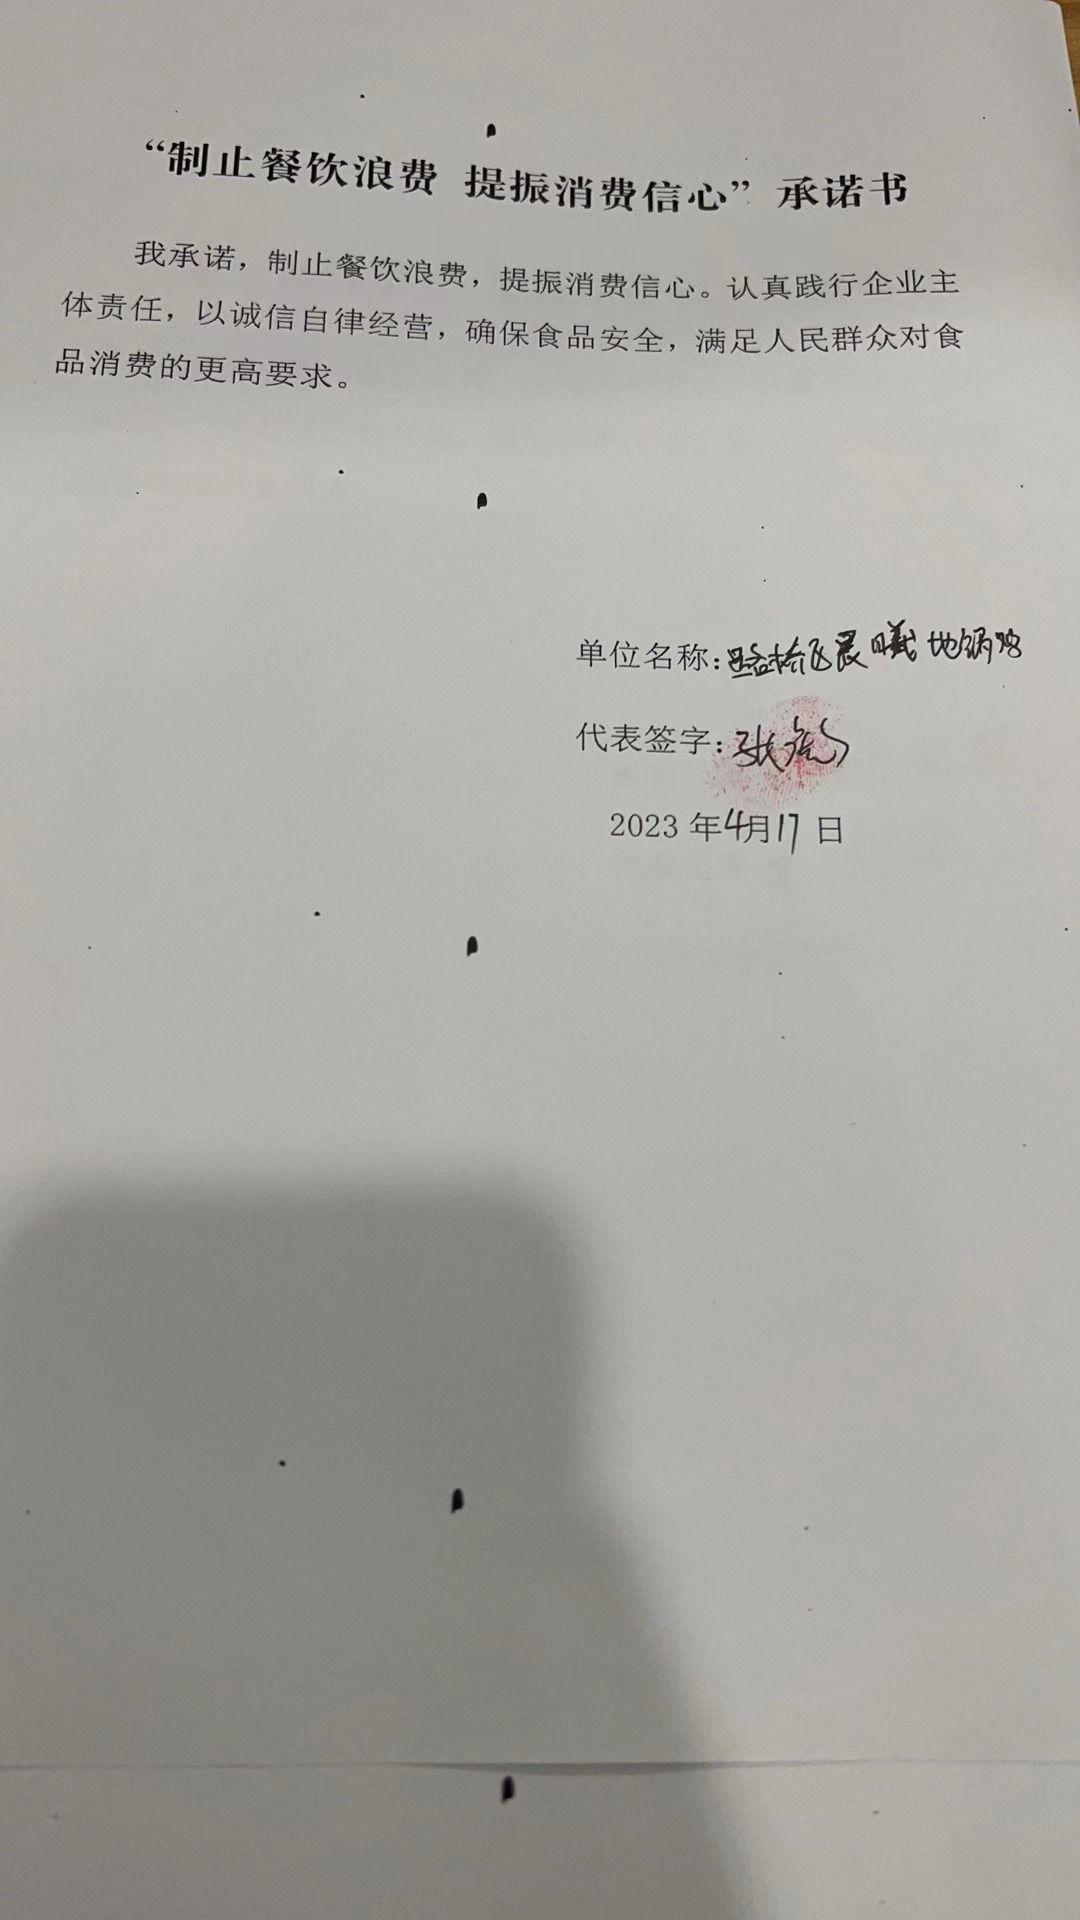 “制止餐饮浪费 提振消费信心”承诺书
我承诺，制止餐饮浪费，提振消费信心。认真践行企业主
体责任，以诚信自律经营，确保食品安全，满足人民群众对食
品消费的更高要求。
单位名称：路桥区晨曦地锅鸡
代表签字：张
2023年4月17日